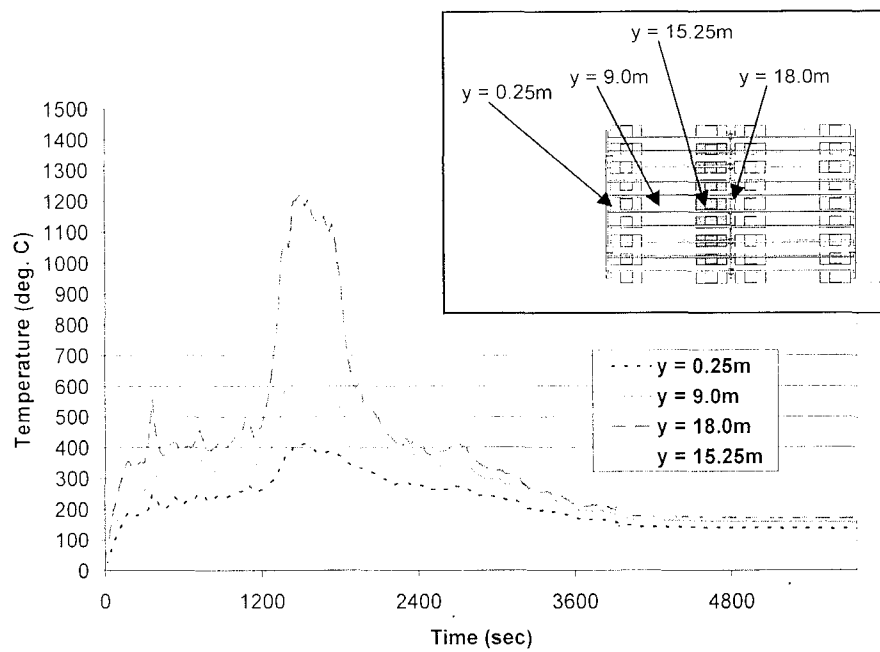 y = 15.25m
y = 9.0m
y = 18.0m
y = 0.25m
1500
1400
1300
1200
1100
1000
900
800
700
600
500
400
300
200
100
0
Temperature (deg. C)
y = 0.25m
y = 9.0m
y = 18.0m
y = 15.25m
0
1200
2400
3600
4800
Time (sec)